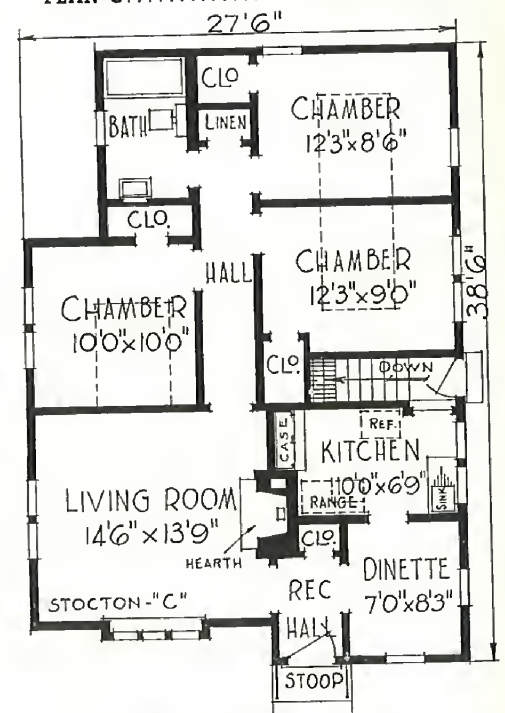 27'6"
CLO
CHAMBER
12'3"x8'6"
BATH
LINEN
CLO.
HALL
CHAMBER
12'3"x9'0"
38'6"
CHAMBER
10'0"x10'0"
CLO.
DOWN
CASE
REF.
KITCHEN
10'0"x6'9"
RANGE
SINK
LIVING ROOM
14'6"x13'9"
HEARTH
CLO.
DINETTE
7'0"x8'3"
REC
HALL
STOCTON-"C"
STOOP